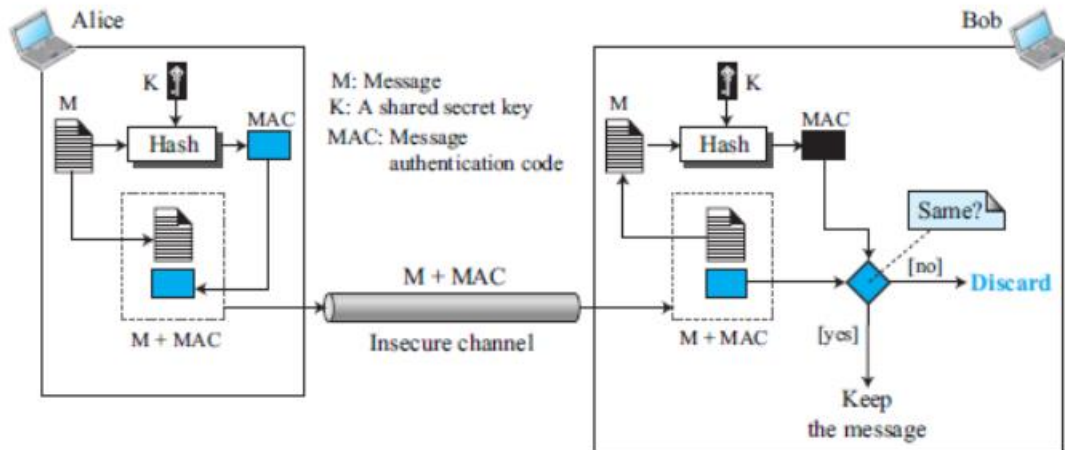 Alice
K
M
MAC
Hash
M + MAC
M: Message
K: A shared secret key
MAC: Message
authentication code
M + MAC
Insecure channel
Bob
K
M
MAC
Hash
Same?
[no]
Discard
M + MAC
[yes]
Keep
the message